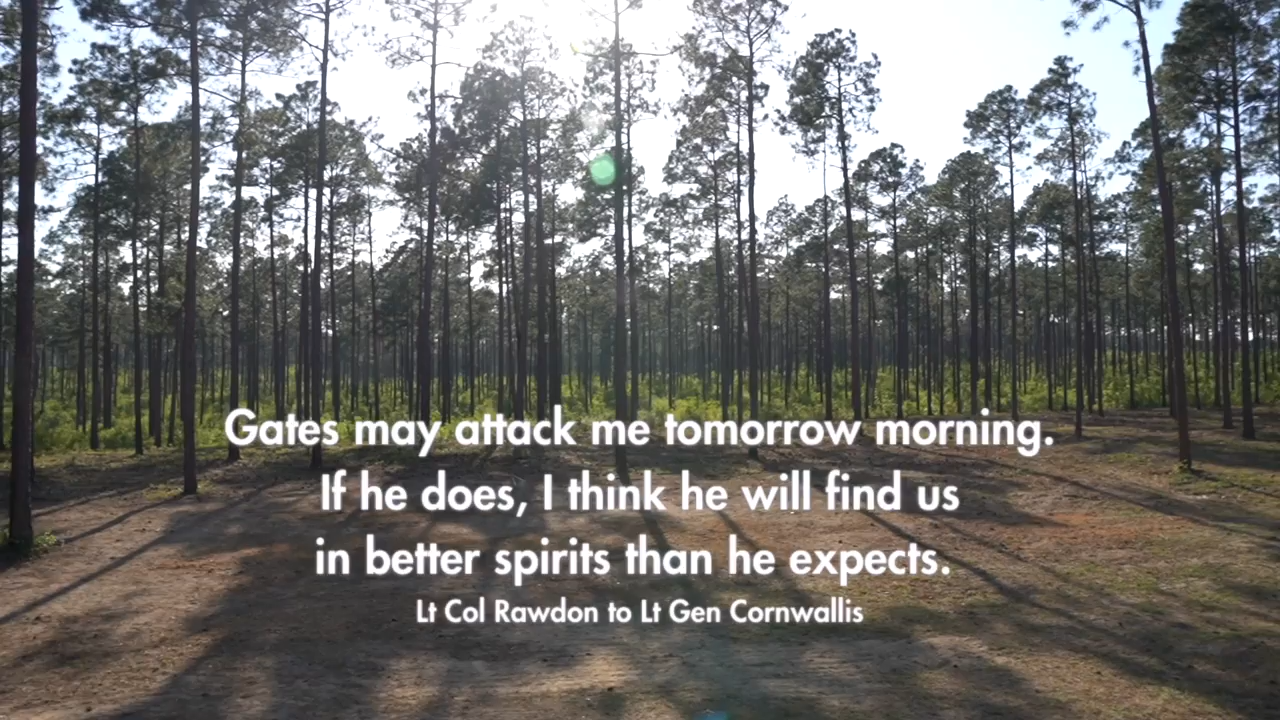 Gates may attack me tomorrow morning.
If he does, I think he will find us
in better spirits than he expects.
Lt Col Rawdon to Lt Gen Cornwallis